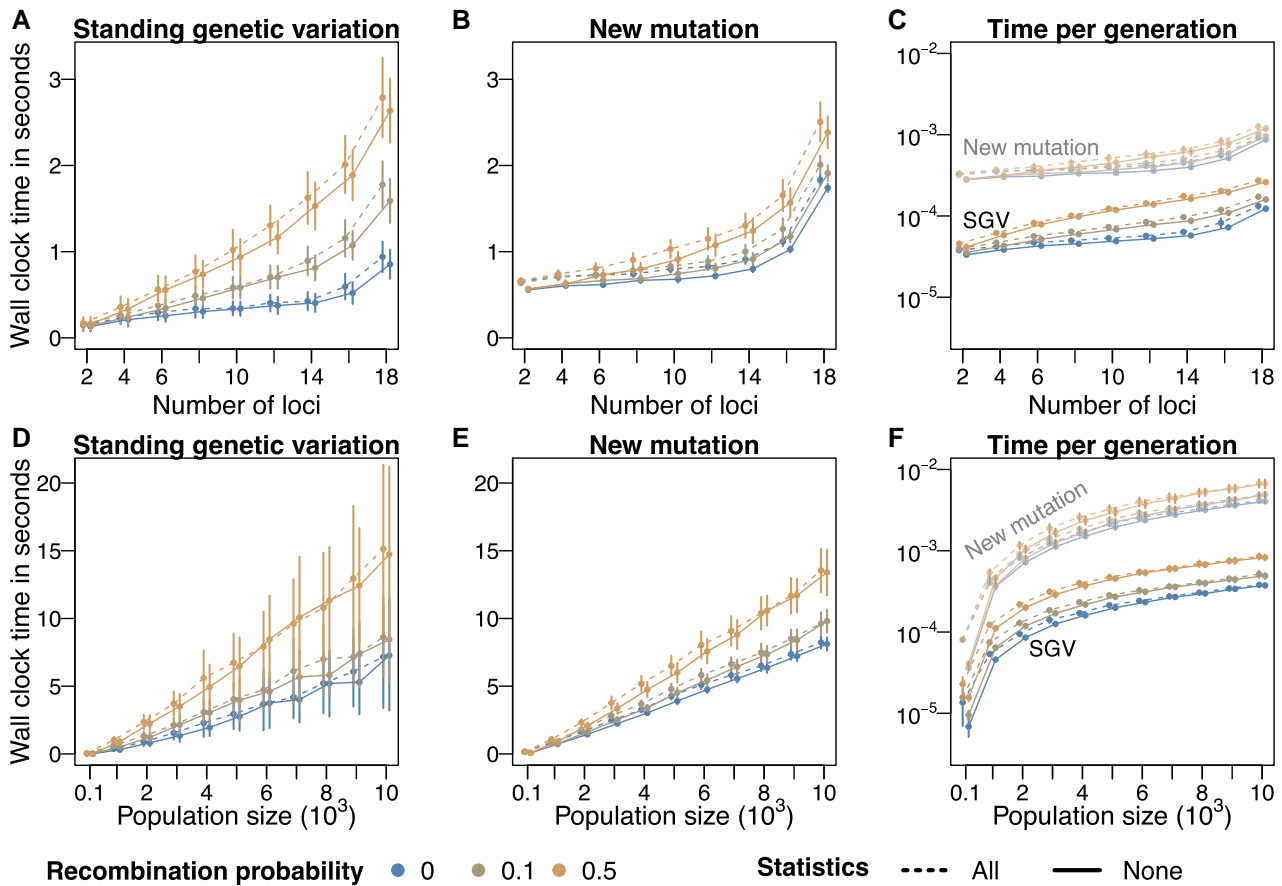 A
Standing genetic variation
Wall clock time in seconds
3
2
1
0
2 4 6 10 14 18
Number of loci
B
New mutation
3
2
1
0
2 4 6 10 14 18
Number of loci
C
Time per generation
10−2
10−3
10−4
10−5
New mutation
SGV
2 4 6 10 14 18
Number of loci
D
Standing genetic variation
Wall clock time in seconds
20
15
10
5
0
0.1 2 4 6 8 10
Population size (10³)
E
New mutation
20
15
10
5
0
0.1 2 4 6 8 10
Population size (10³)
F
Time per generation
10−2
10−3
10−4
10−5
New mutation
SGV
0.1 2 4 6 8 10
Population size (10³)
Recombination probability 0 0.1 0.5
Statistics All None